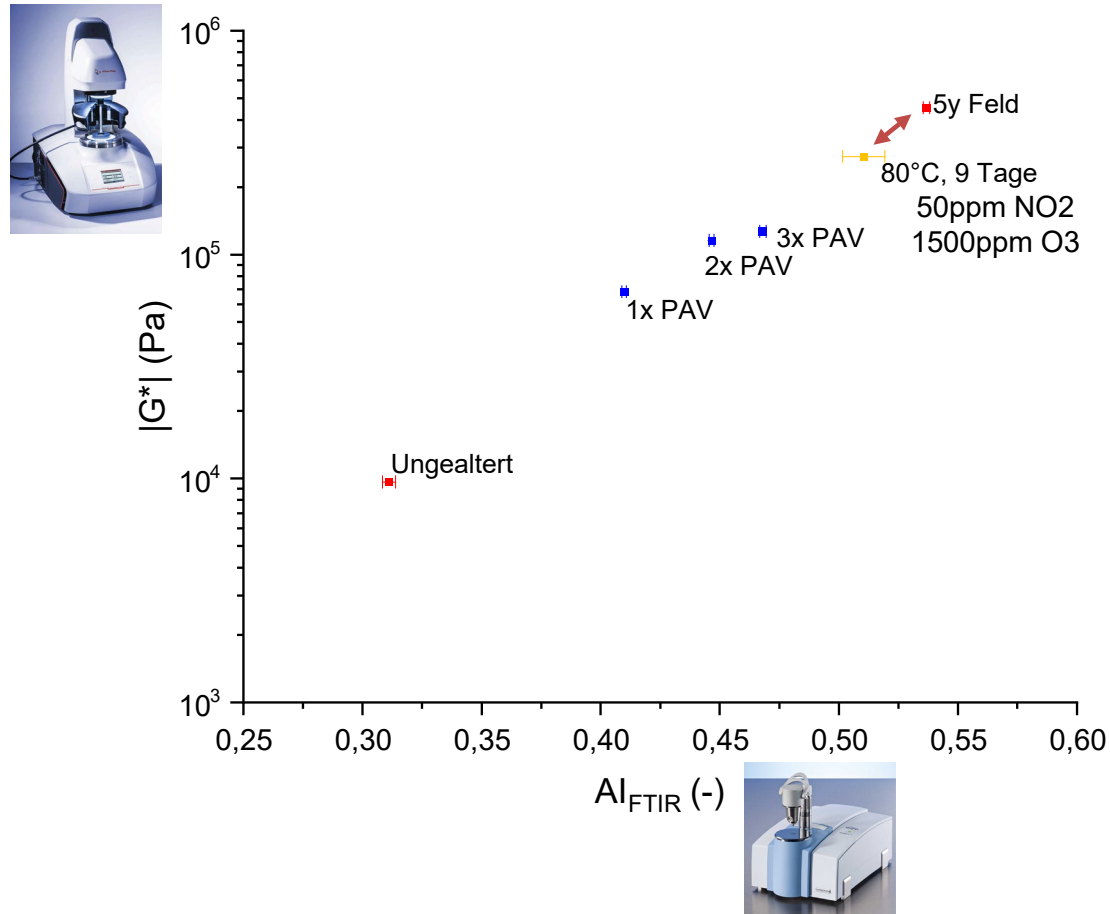 10⁶
5y Feld
80°C, 9 Tage
50ppm NO2
1500ppm O3
10⁵
3x PAV
2x PAV
1x PAV
|G*| (Pa)
Ungealtert
10⁴
10³
0,25 0,30 0,35 0,40 0,45 0,50 0,55 0,60
AI_FTIR (-)